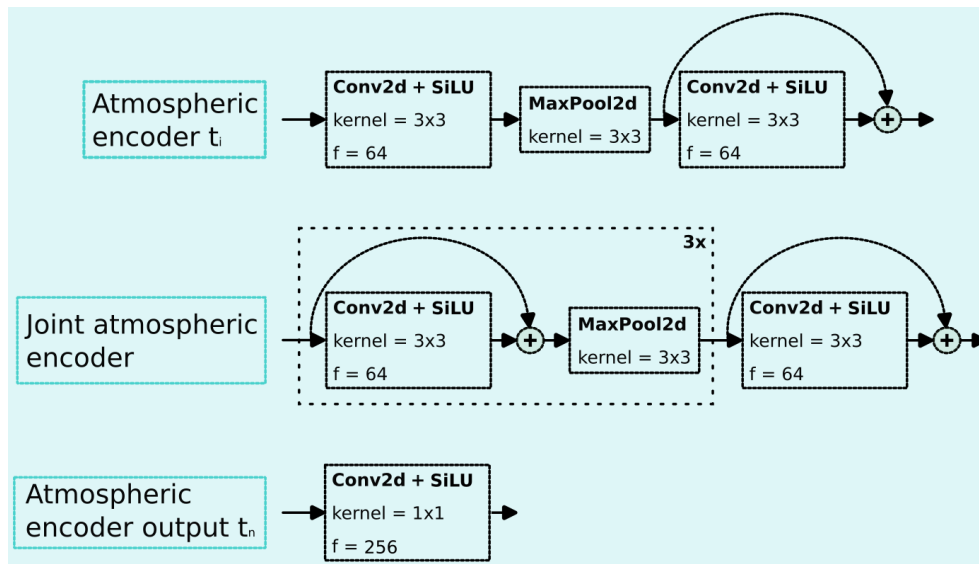 Atmospheric
encoder tᵢ
Conv2d + SiLU
kernel = 3x3
f = 64
MaxPool2d
kernel = 3x3
Conv2d + SiLU
kernel = 3x3
f = 64
+
Joint atmospheric
encoder
3x
Conv2d + SiLU
kernel = 3x3
f = 64
+
MaxPool2d
kernel = 3x3
Conv2d + SiLU
kernel = 3x3
f = 64
+
Atmospheric
encoder output tₙ
Conv2d + SiLU
kernel = 1x1
f = 256